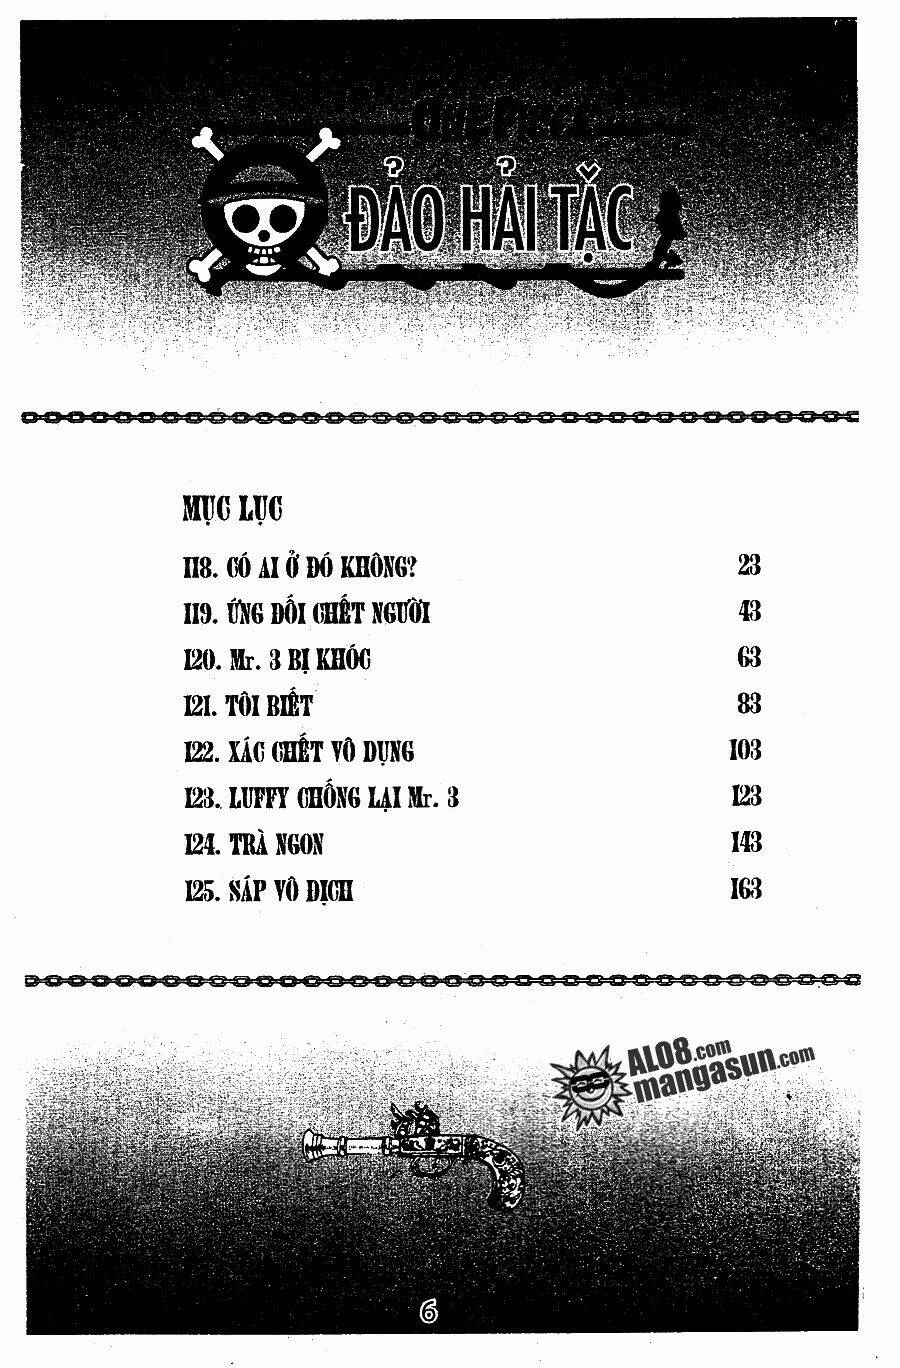 ONE PIECE
ĐẢO HẢI TẶC
MỤC LỤC
118. CÓ AI Ở ĐÓ KHÔNG? 23
119. ỨNG ĐỐI CHẾT NGƯỜI 43
120. Mr. 3 BỊ KHÓC 63
121. TÔI BIẾT 83
122. XÁC CHẾT VÔ DỤNG 103
123. LUFFY CHỐNG LẠI Mr. 3 123
124. TRÀ NGON 143
125. SÁP VÔ DỊCH 163
ALO8.com
mangasun.com
6